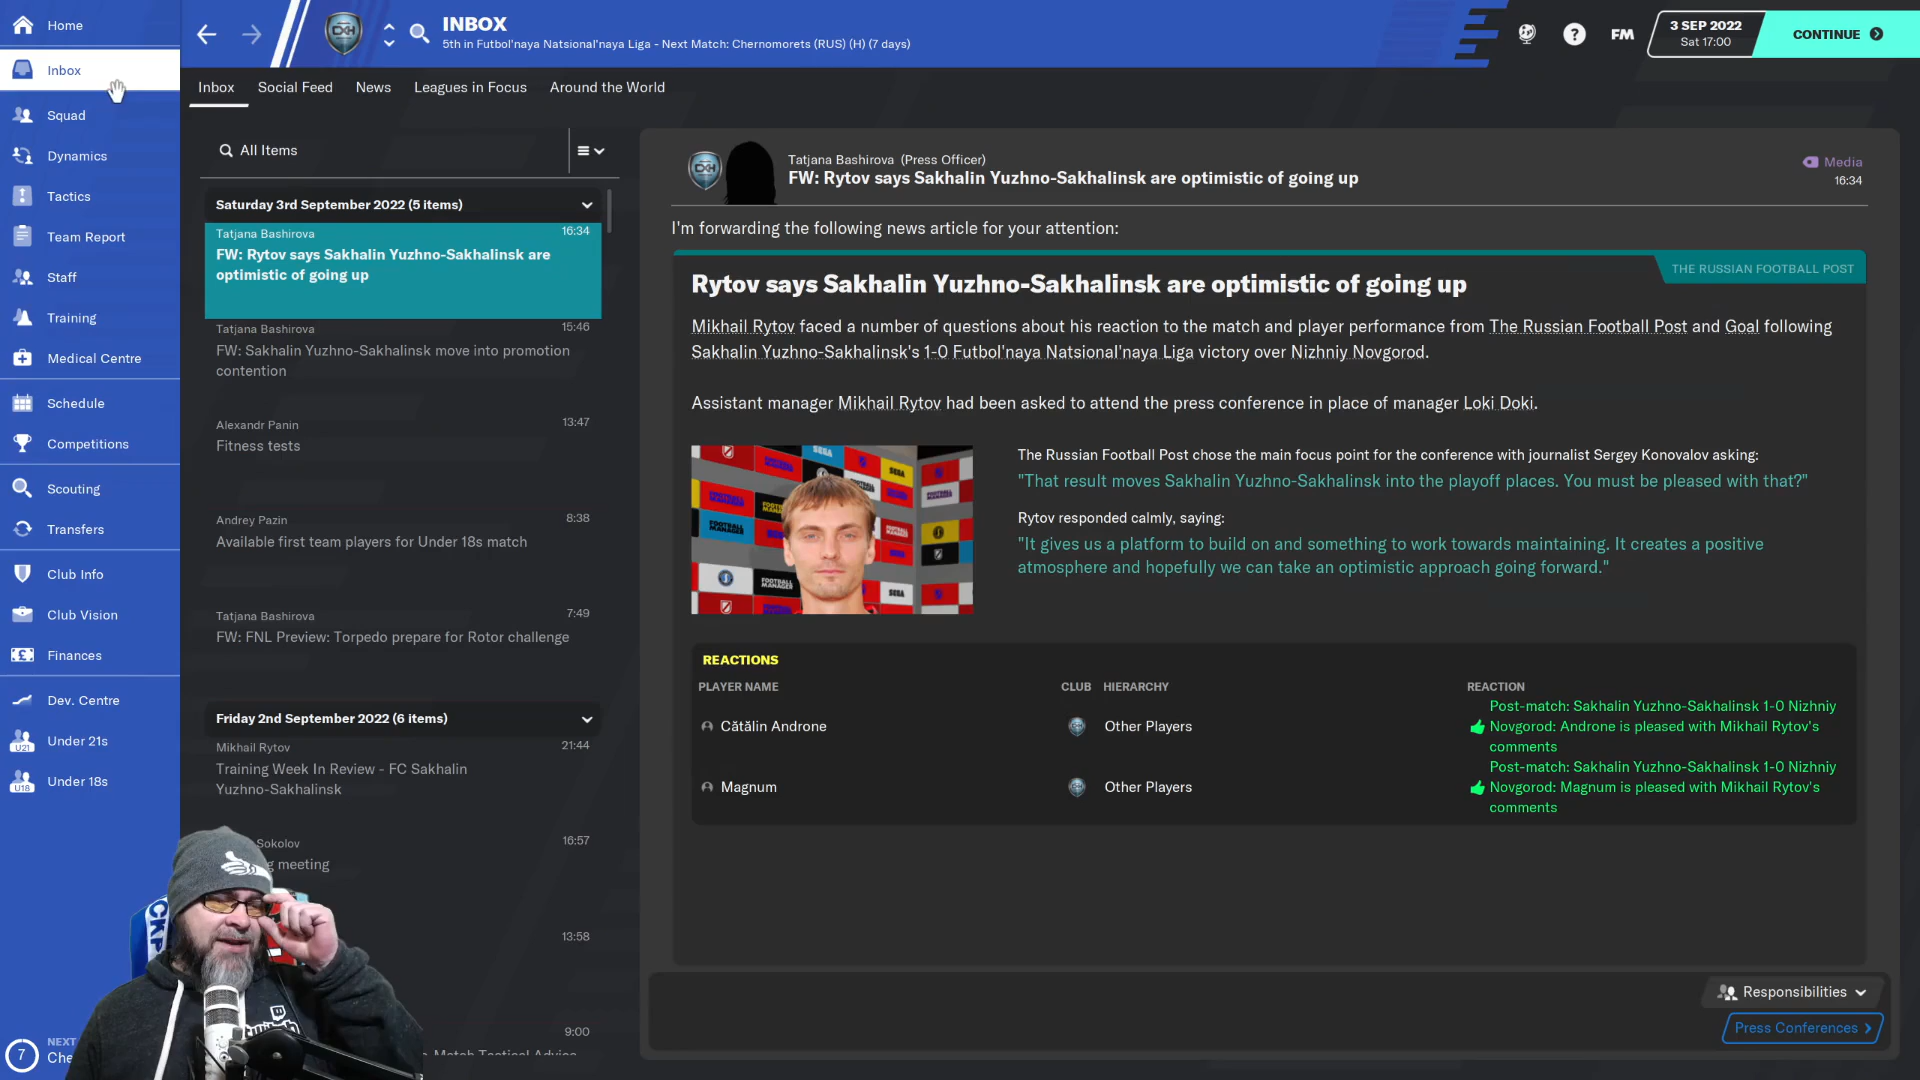 Home
INBOX
5th in Futbol'naya Natsional'naya Liga - Next Match: Chernomorets (RUS) (H) (7 days)
FM
3 SEP 2022
Sat 17:00
CONTINUE
Inbox
Squad
Dynamics
Tactics
Team Report
Staff
Training
Medical Centre
Schedule
Competitions
Scouting
Transfers
Club Info
Club Vision
Finances
Dev. Centre
U21
Under 21s
U18
Under 18s
7
NEXT
Che
Inbox
Social Feed
News
Leagues in Focus
Around the World
All Items
Saturday 3rd September 2022 (5 items)
Tatjana Bashirova
16:34
FW: Rytov says Sakhalin Yuzhno-Sakhalinsk are
optimistic of going up
Tatjana Bashirova
15:46
FW: Sakhalin Yuzhno-Sakhalinsk move into promotion
contention
Alexandr Panin
13:47
Fitness tests
Andrey Pazin
8:38
Available first team players for Under 18s match
Tatjana Bashirova
7:49
FW: FNL Preview: Torpedo prepare for Rotor challenge
Friday 2nd September 2022 (6 items)
Mikhail Rytov
21:44
Training Week In Review - FC Sakhalin
Yuzhno-Sakhalinsk
Sokolov
16:57
g meeting
13:58
9:00
Match Tactical Advice
Tatjana Bashirova (Press Officer)
FW: Rytov says Sakhalin Yuzhno-Sakhalinsk are optimistic of going up
Media
16:34
I'm forwarding the following news article for your attention:
THE RUSSIAN FOOTBALL POST
Rytov says Sakhalin Yuzhno-Sakhalinsk are optimistic of going up
Mikhail Rytov faced a number of questions about his reaction to the match and player performance from The Russian Football Post and Goal following
Sakhalin Yuzhno-Sakhalinsk's 1-0 Futbol'naya Natsional'naya Liga victory over Nizhniy Novgorod.
Assistant manager Mikhail Rytov had been asked to attend the press conference in place of manager Loki Doki.
The Russian Football Post chose the main focus point for the conference with journalist Sergey Konovalov asking:
"That result moves Sakhalin Yuzhno-Sakhalinsk into the playoff places. You must be pleased with that?"
Rytov responded calmly, saying:
"It gives us a platform to build on and something to work towards maintaining. It creates a positive
atmosphere and hopefully we can take an optimistic approach going forward."
REACTIONS
PLAYER NAME
CLUB
HIERARCHY
REACTION
Cătălin Androne
Other Players
Post-match: Sakhalin Yuzhno-Sakhalinsk 1-0 Nizhniy
Novgorod: Androne is pleased with Mikhail Rytov's
comments
Magnum
Other Players
Post-match: Sakhalin Yuzhno-Sakhalinsk 1-0 Nizhniy
Novgorod: Magnum is pleased with Mikhail Rytov's
comments
Responsibilities
Press Conferences